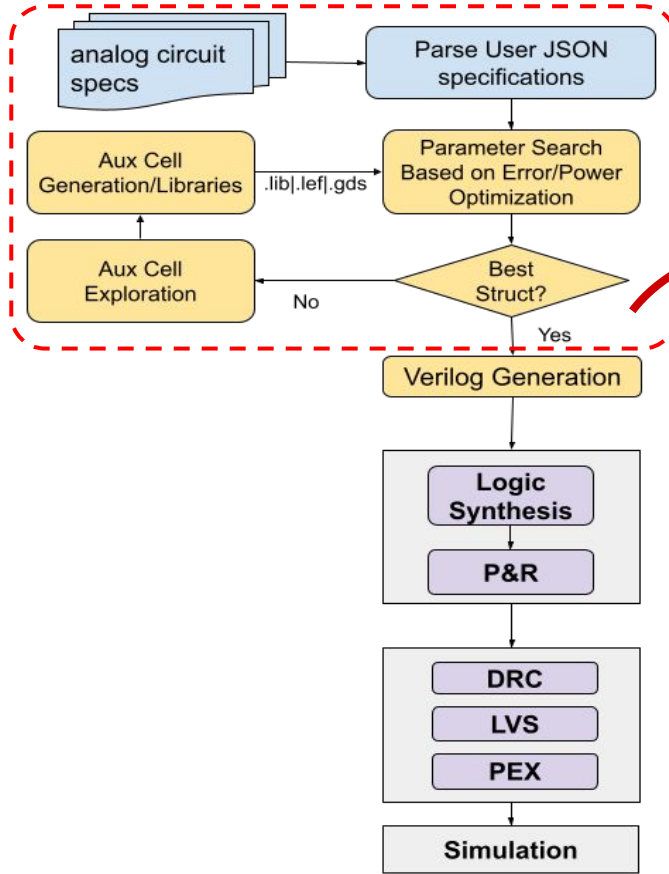 analog circuit
specs
Parse User JSON
specifications
Aux Cell
Generation/Libraries
.lib|.lef|.gds
Parameter Search
Based on Error/Power
Optimization
Aux Cell
Exploration
No
Best
Struct?
Yes
Verilog Generation
Logic
Synthesis
P&R
DRC
LVS
PEX
Simulation